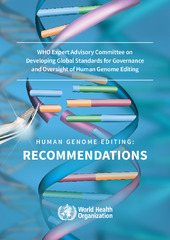 WHO Expert Advisory Committee on
Developing Global Standards for Governance
and Oversight of Human Genome Editing
HUMAN GENOME EDITING:
RECOMMENDATIONS
World Health
Organization